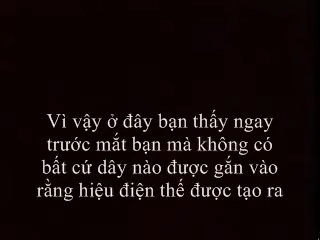 Vì vậy ở đây bạn thấy ngay
trước mắt bạn mà không có
bất cứ dây nào được gắn vào
rằng hiệu điện thế được tạo ra